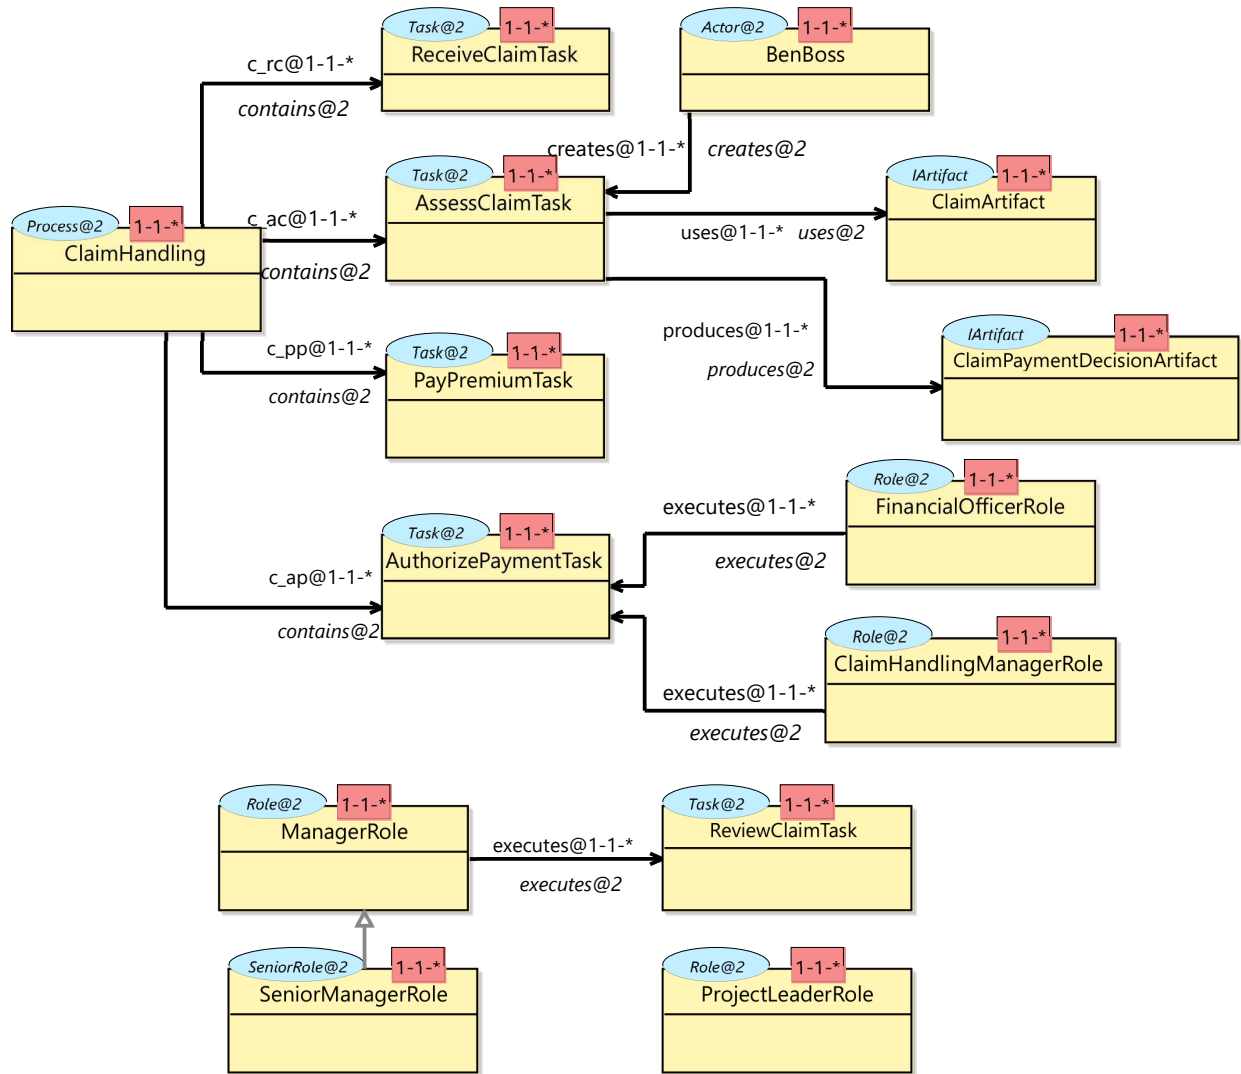 Task@2 1-1-*
ReceiveClaimTask
Actor@2 1-1-*
BenBoss
c_rc@1-1-*
contains@2
creates@1-1-* creates@2
Task@2 1-1-*
AssessClaimTask
IArtifact 1-1-*
ClaimArtifact
Process@2 1-1-*
ClaimHandling
c_ac@1-1-*
contains@2
uses@1-1-* uses@2
produces@1-1-*
produces@2
IArtifact 1-1-*
ClaimPaymentDecisionArtifact
c_pp@1-1-*
contains@2
Task@2 1-1-*
PayPremiumTask
Role@2 1-1-*
FinancialOfficerRole
executes@1-1-*
executes@2
Task@2 1-1-*
AuthorizePaymentTask
c_ap@1-1-*
contains@2
Role@2 1-1-*
ClaimHandlingManagerRole
executes@1-1-*
executes@2
Role@2 1-1-*
ManagerRole
executes@1-1-*
executes@2
Task@2 1-1-*
ReviewClaimTask
SeniorRole@2 1-1-*
SeniorManagerRole
Role@2 1-1-*
ProjectLeaderRole